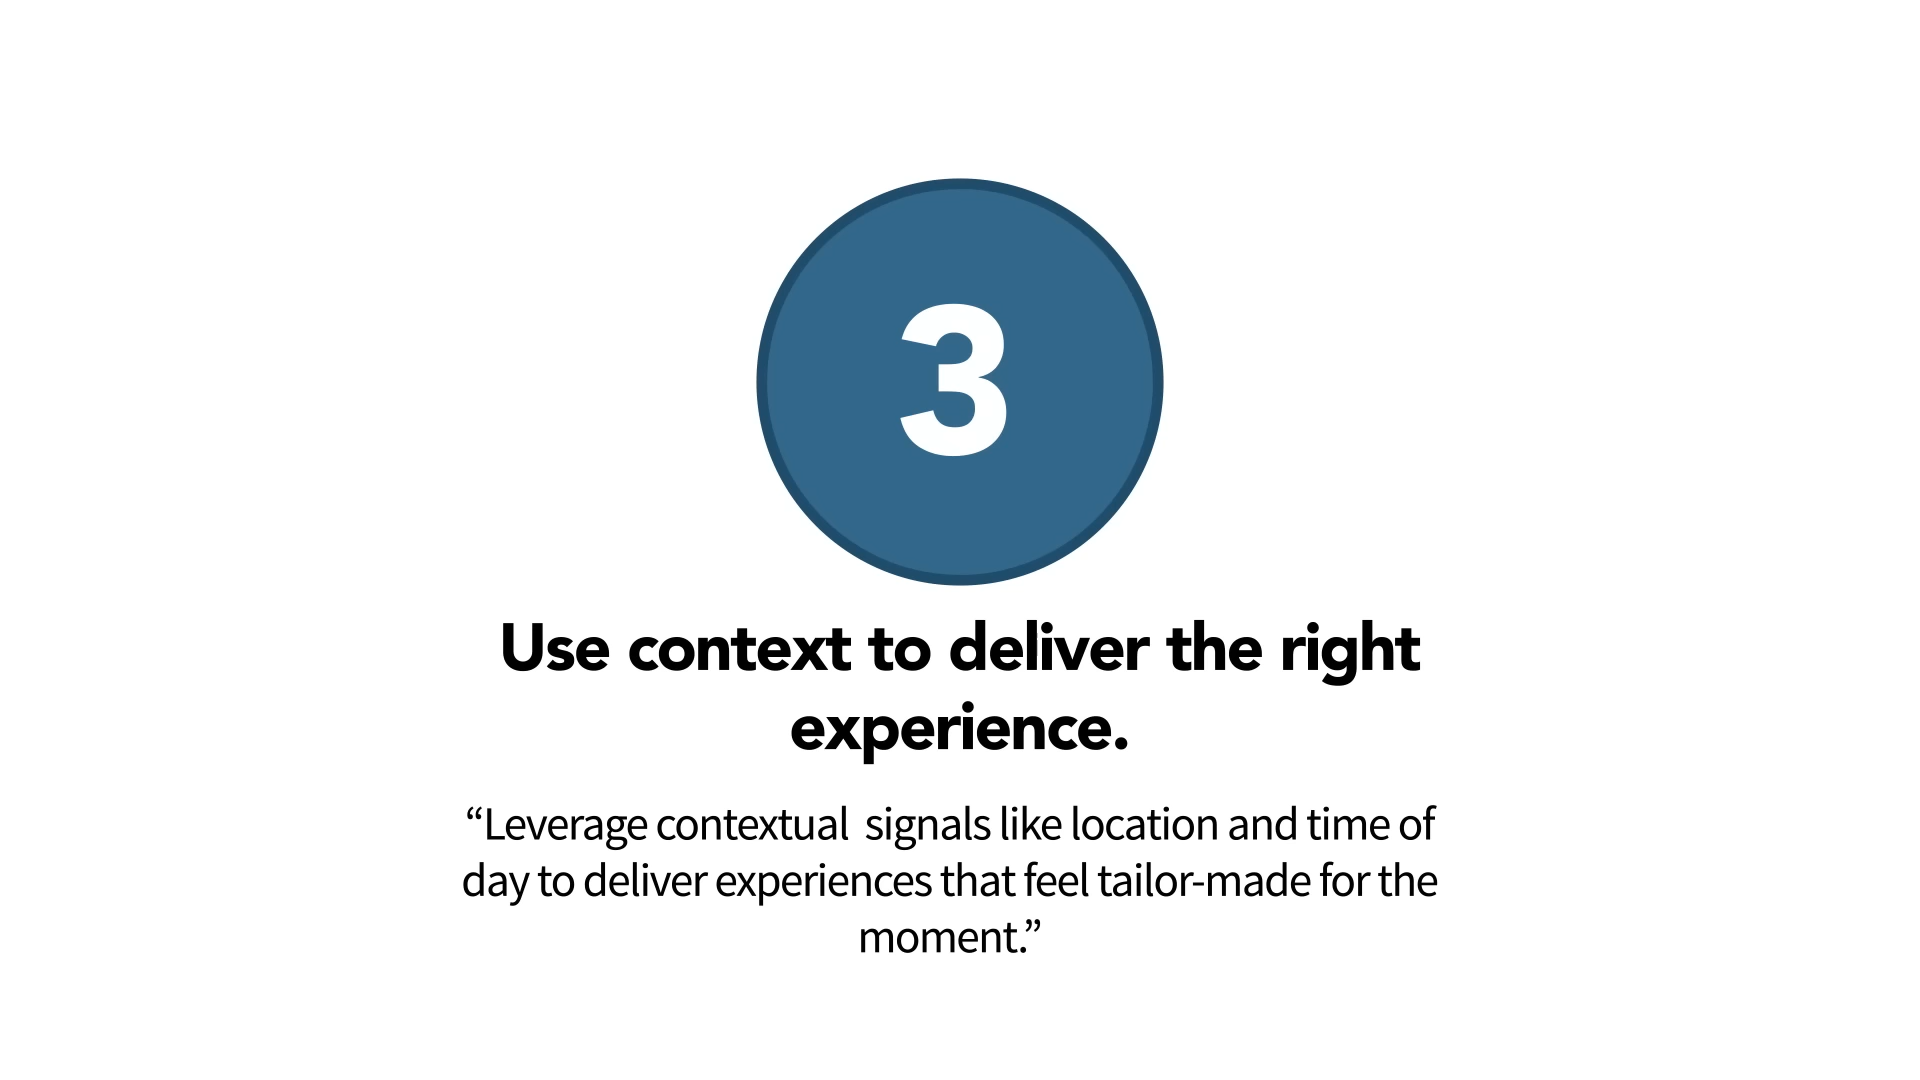 3
Use context to deliver the right
experience.
“Leverage contextual  signals like location and time of
day to deliver experiences that feel tailor-made for the
moment.”